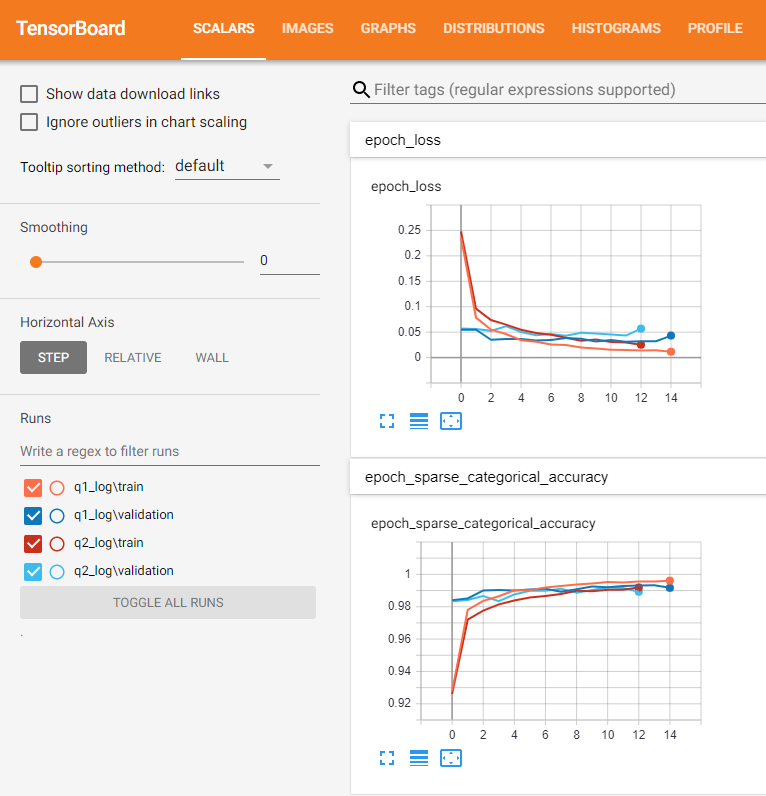 TensorBoard SCALARS IMAGES GRAPHS DISTRIBUTIONS HISTOGRAMS PROFILE
Show data download links
Ignore outliers in chart scaling
Tooltip sorting method: default
Smoothing
0
Horizontal Axis
STEP RELATIVE WALL
Runs
Write a regex to filter runs
q1_log\train
q1_log\validation
q2_log\train
q2_log\validation
TOGGLE ALL RUNS
.
Filter tags (regular expressions supported)
epoch_loss
epoch_loss
0.25
0.2
0.15
0.1
0.05
0
0 2 4 6 8 10 12 14
epoch_sparse_categorical_accuracy
epoch_sparse_categorical_accuracy
1
0.98
0.96
0.94
0.92
0 2 4 6 8 10 12 14